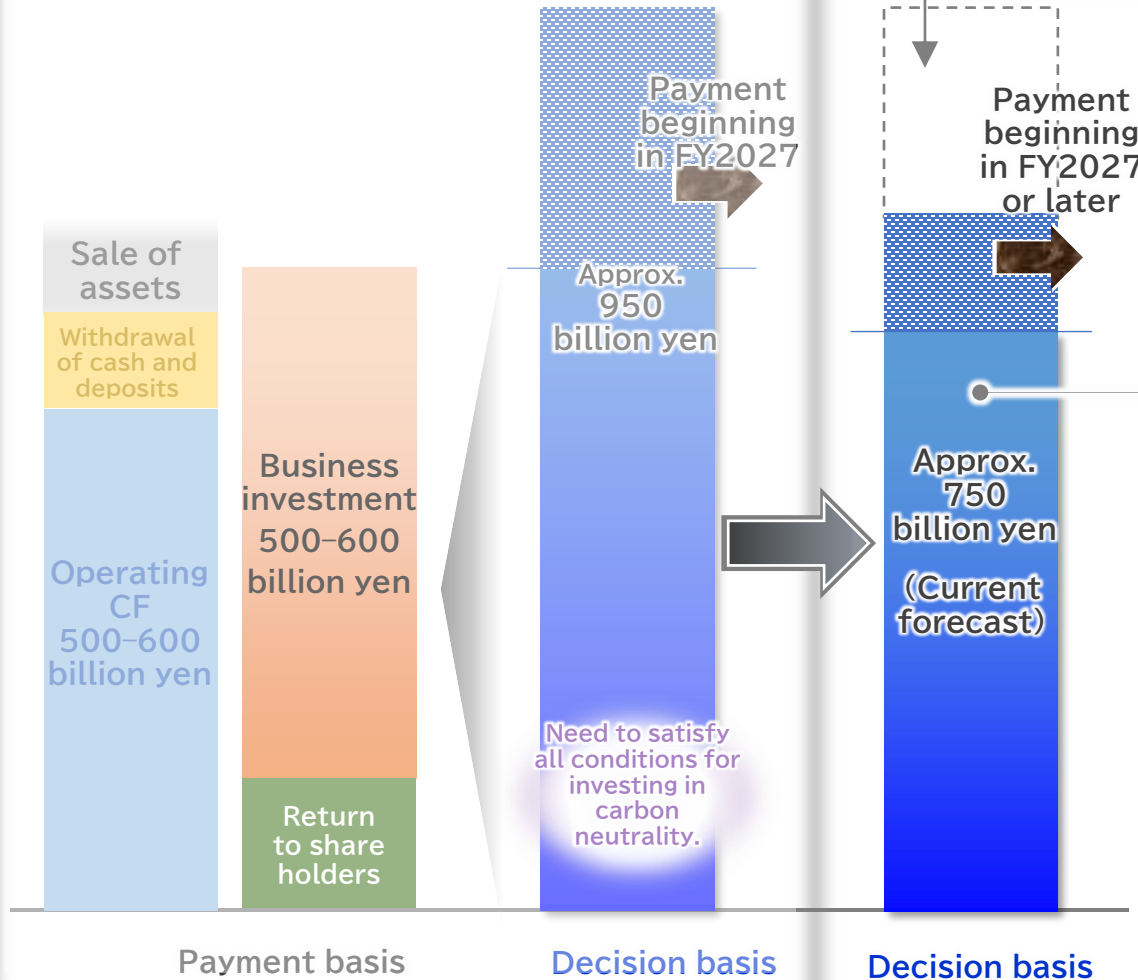 Sale of
assets
Withdrawal
of cash and
deposits
Operating
CF
500–600
billion yen
Business
investment
500–600
billion yen
Return
to share
holders
Payment
beginning
in FY2027
Approx.
950
billion yen
Need to satisfy
all conditions for
investing in
carbon
neutrality.
Payment
beginning
in FY2027
or later
Approx.
750
billion yen
(Current
forecast)
Payment basis
Decision basis
Decision basis